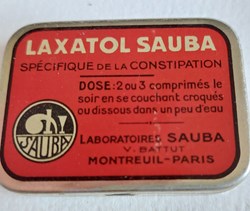 LAXATOL SAUBA
SPÉCIFIQUE DE LA CONSTIPATION
DOSE: 2 ou 3 comprimés le
soir en se couchant croqués
ou dissous dans un peu d'eau
SAUBA
LABORATOIRES SAUBA
V. BATTUT
MONTREUIL-PARIS